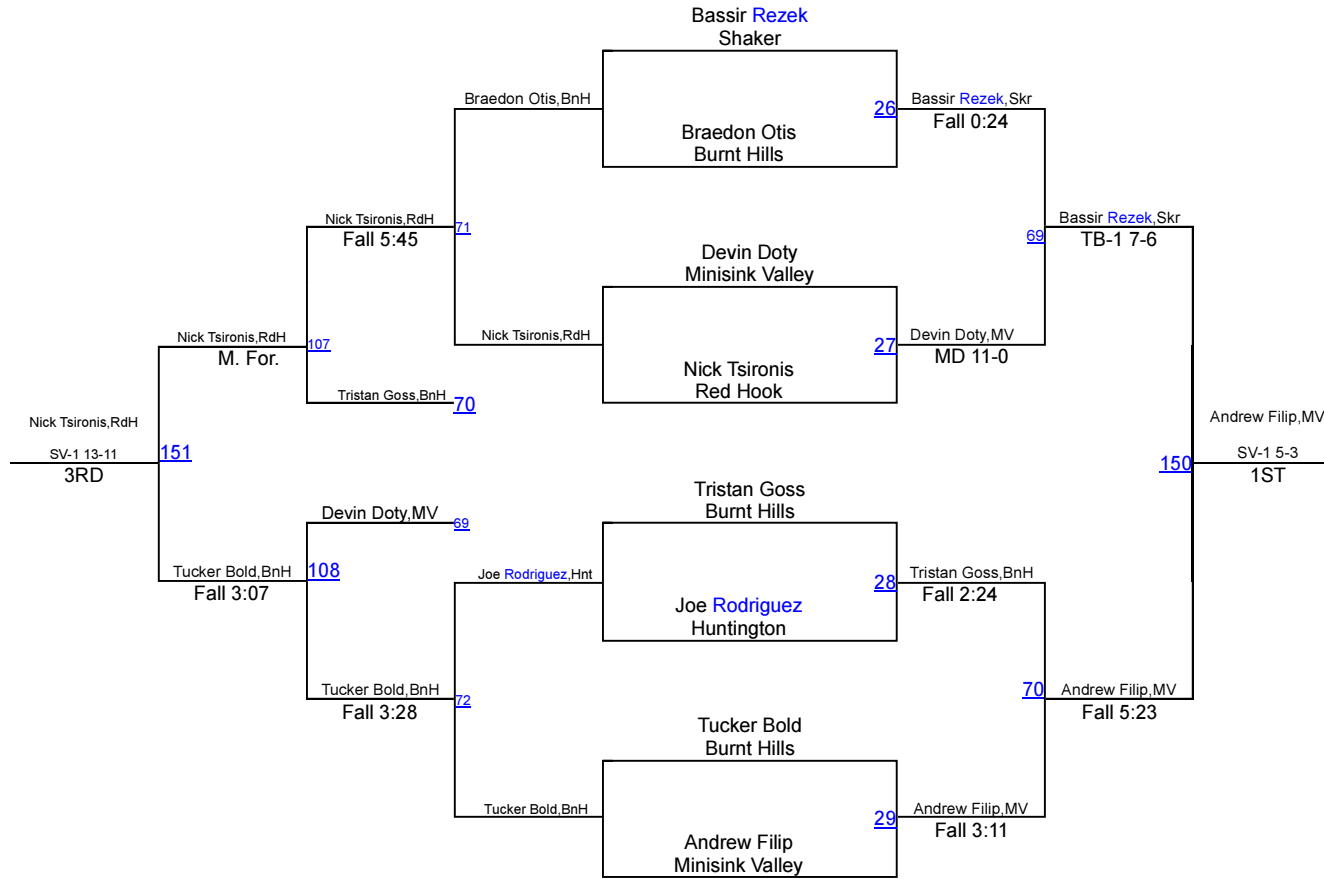 Bassir Rezek
Shaker
Braedon Otis,BnH
26
Bassir Rezek,Skr
Fall 0:24
Braedon Otis
Burnt Hills
Nick Tsironis,RdH
Fall 5:45
71
69
Bassir Rezek,Skr
TB-1 7-6
Devin Doty
Minisink Valley
Nick Tsironis,RdH
M. For.
107
Nick Tsironis,RdH
27
Devin Doty,MV
MD 11-0
Nick Tsironis
Red Hook
Tristan Goss,BnH
70
Nick Tsironis,RdH
SV-1 13-11
3RD
151
150
Andrew Filip,MV
SV-1 5-3
1ST
Tristan Goss
Burnt Hills
Devin Doty,MV
69
Tucker Bold,BnH
Fall 3:07
108
Joe Rodriguez,Hnt
28
Tristan Goss,BnH
Fall 2:24
Joe Rodriguez
Huntington
Tucker Bold,BnH
Fall 3:28
72
70
Andrew Filip,MV
Fall 5:23
Tucker Bold
Burnt Hills
Tucker Bold,BnH
29
Andrew Filip,MV
Fall 3:11
Andrew Filip
Minisink Valley